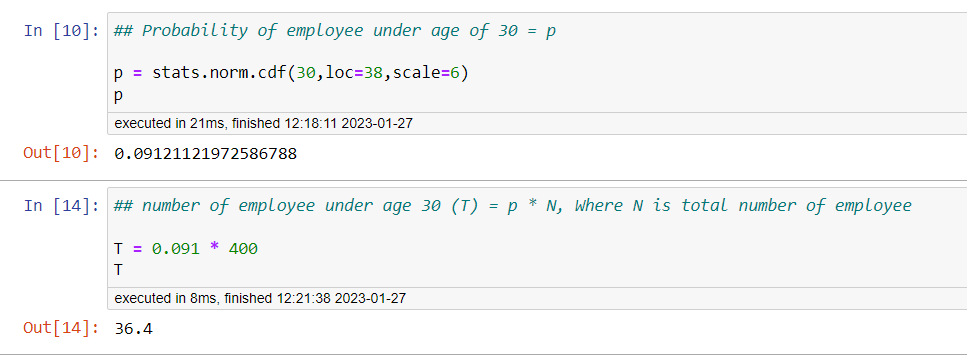 In [10]: ## Probability of employee under age of 30 = p
p = stats.norm.cdf(30,loc=38,scale=6)
p
executed in 21ms, finished 12:18:11 2023-01-27
Out[10]: 0.09121121972586788
In [14]: ## number of employee under age 30 (T) = p * N, Where N is total number of employee
T = 0.091 * 400
T
executed in 8ms, finished 12:21:38 2023-01-27
Out[14]: 36.4